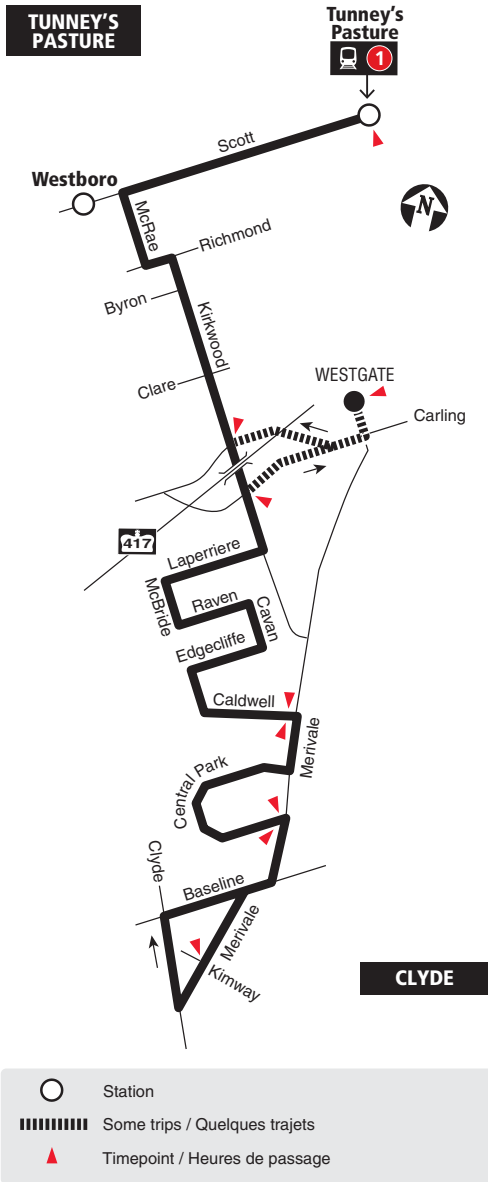 TUNNEY'S
PASTURE
Tunney's
Pasture
1
Scott
Westboro
McRae
Richmond
N
Byron
Kirkwood
Clare
WESTGATE
Carling
417
Laperriere
McBride
Raven
Cavan
Edgecliffe
Caldwell
Merivale
Central Park
Clyde
Baseline
Merivale
Kimway
CLYDE
Station
Some trips / Quelques trajets
Timepoint / Heures de passage